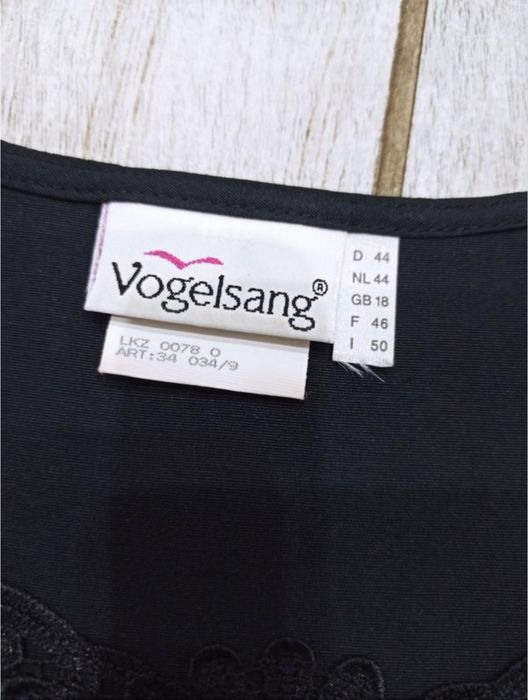 Vogelsang®
D 44
NL 44
GB 18
F 46
I 50
LKZ 0078 0
ART:34 034/9